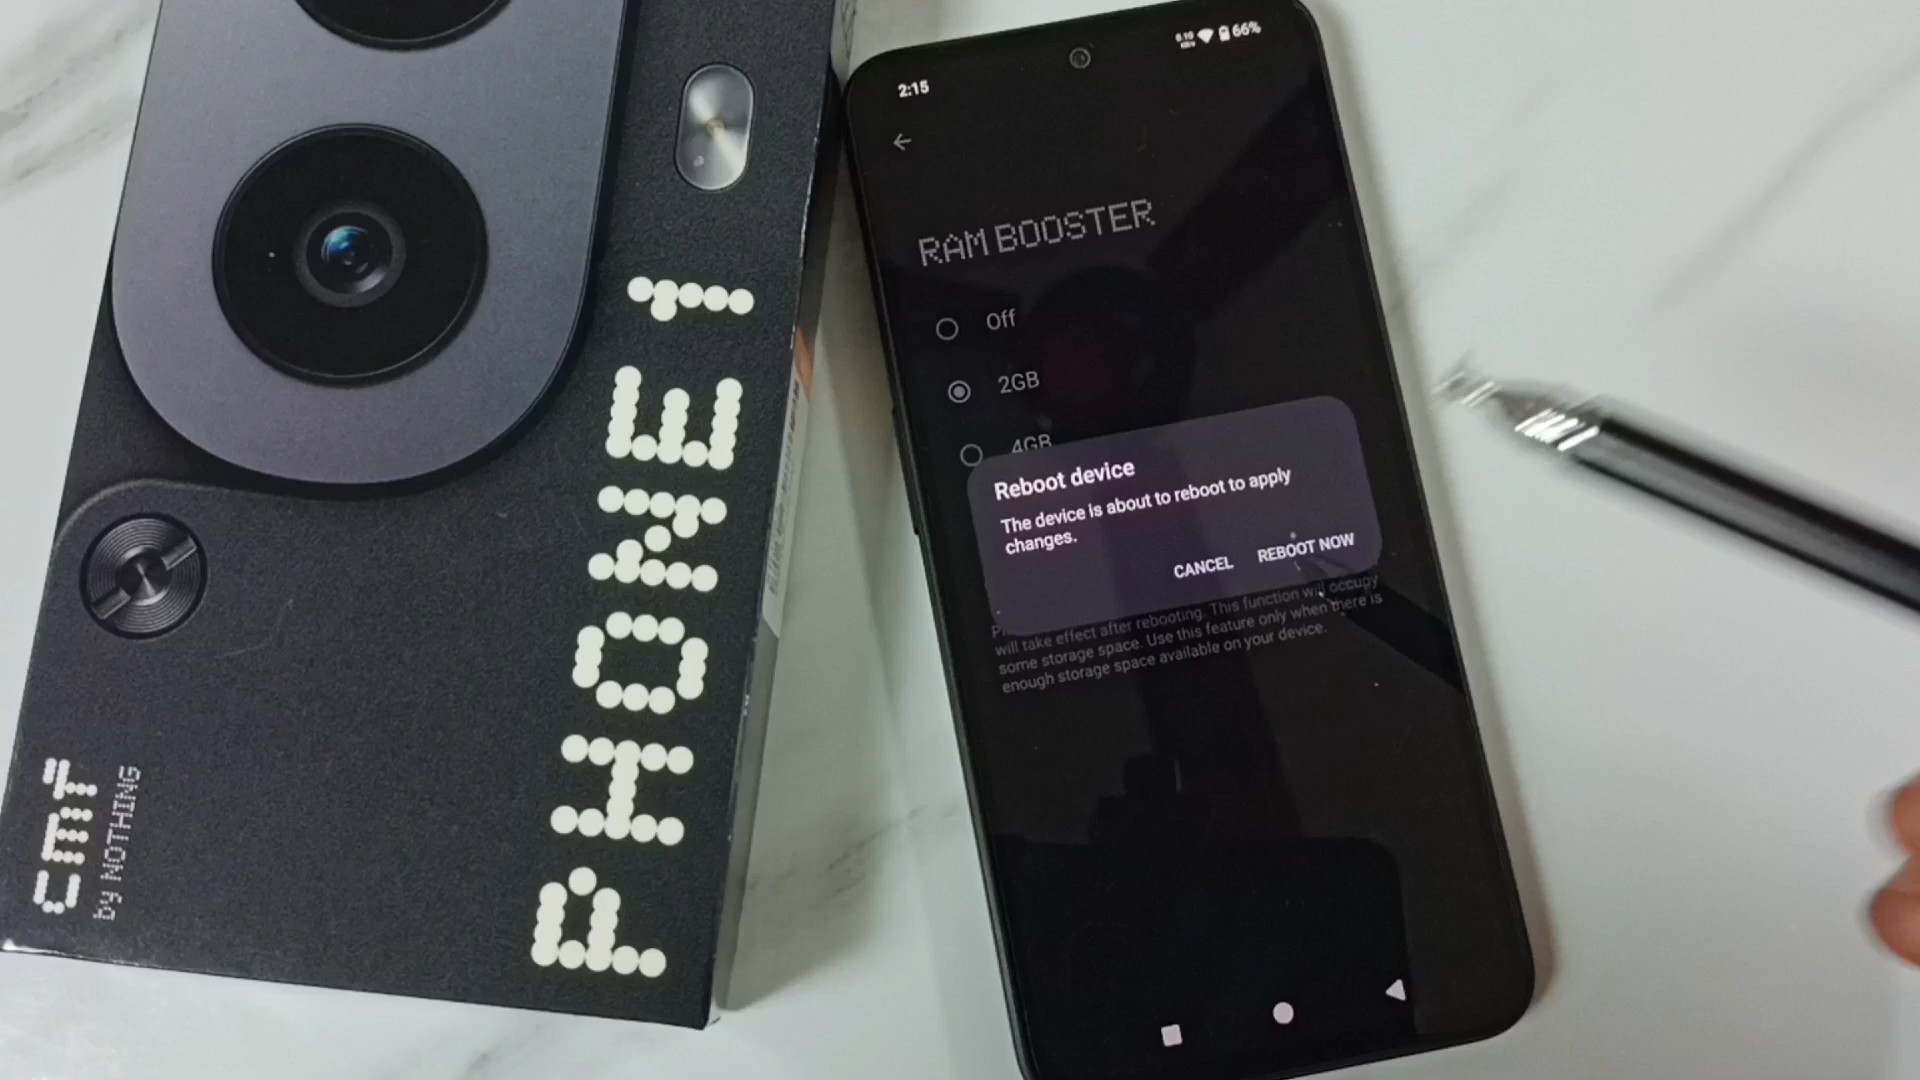 CMF
by NOTHING
PHONE 1
2:15
66%
RAM BOOSTER
Off
2GB
4GB
Reboot device
The device is about to reboot to apply
changes.
CANCEL REBOOT NOW
will occupy
will take effect after rebooting. This function
some storage space. Use this feature only when there is
enough storage space available on your device.